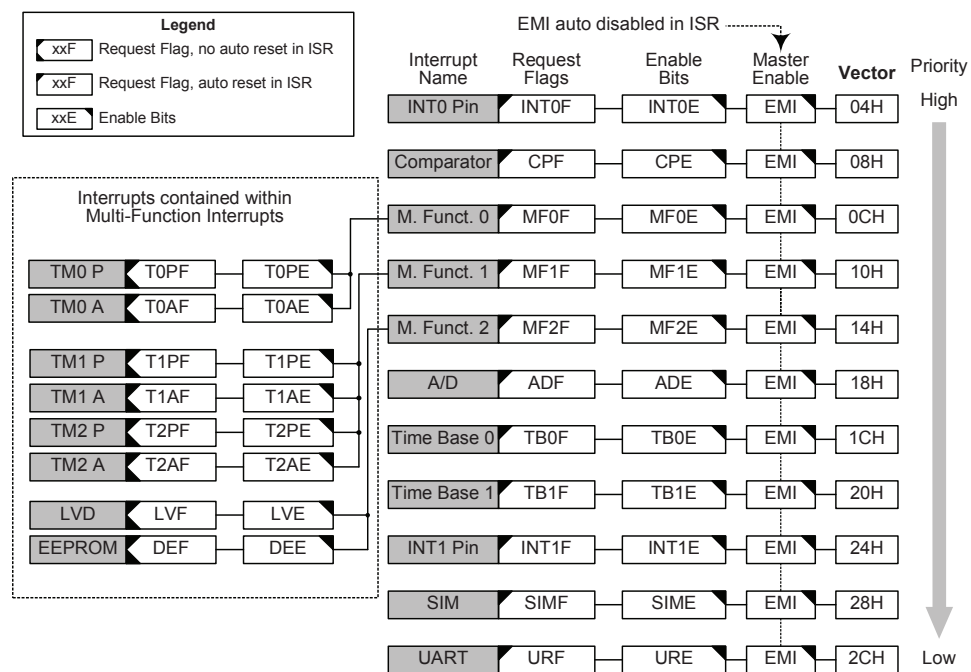 Legend
xxF Request Flag, no auto reset in ISR
xxF Request Flag, auto reset in ISR
xxE Enable Bits
EMI auto disabled in ISR
Interrupt Name Request Flags Enable Bits Master Enable Vector Priority
INT0 Pin INT0F INT0E EMI 04H High
Comparator CPF CPE EMI 08H
M. Funct. 0 MF0F MF0E EMI 0CH
M. Funct. 1 MF1F MF1E EMI 10H
M. Funct. 2 MF2F MF2E EMI 14H
A/D ADF ADE EMI 18H
Time Base 0 TB0F TB0E EMI 1CH
Time Base 1 TB1F TB1E EMI 20H
INT1 Pin INT1F INT1E EMI 24H
SIM SIMF SIME EMI 28H
UART URF URE EMI 2CH Low
Interrupts contained within
Multi-Function Interrupts
TM0 P T0PF T0PE
TM0 A T0AF T0AE
TM1 P T1PF T1PE
TM1 A T1AF T1AE
TM2 P T2PF T2PE
TM2 A T2AF T2AE
LVD LVF LVE
EEPROM DEF DEE